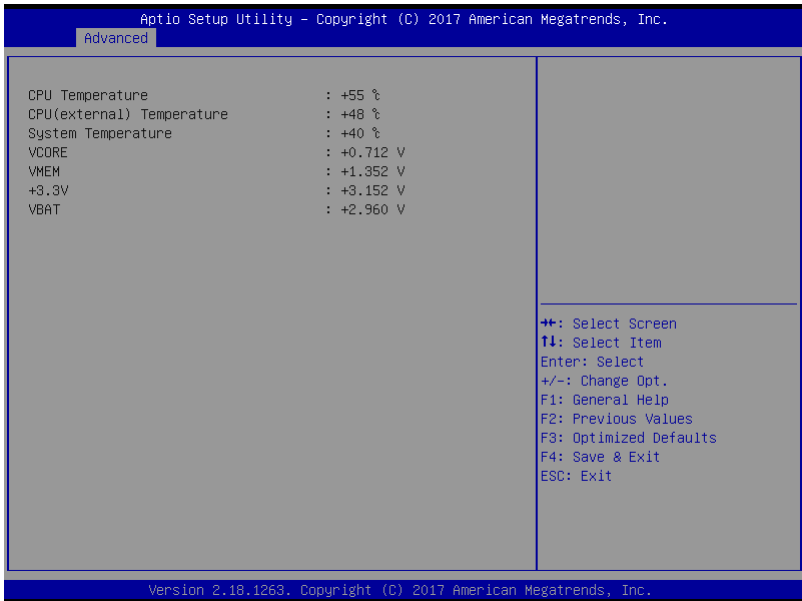 Aptio Setup Utility – Copyright (C) 2017 American Megatrends, Inc.
Advanced
CPU Temperature : +55 ℃
CPU(external) Temperature : +48 ℃
System Temperature : +40 ℃
VCORE : +0.712 V
VMEM : +1.352 V
+3.3V : +3.152 V
VBAT : +2.960 V
→←: Select Screen
↑↓: Select Item
Enter: Select
+/-: Change Opt.
F1: General Help
F2: Previous Values
F3: Optimized Defaults
F4: Save & Exit
ESC: Exit
Version 2.18.1263. Copyright (C) 2017 American Megatrends, Inc.